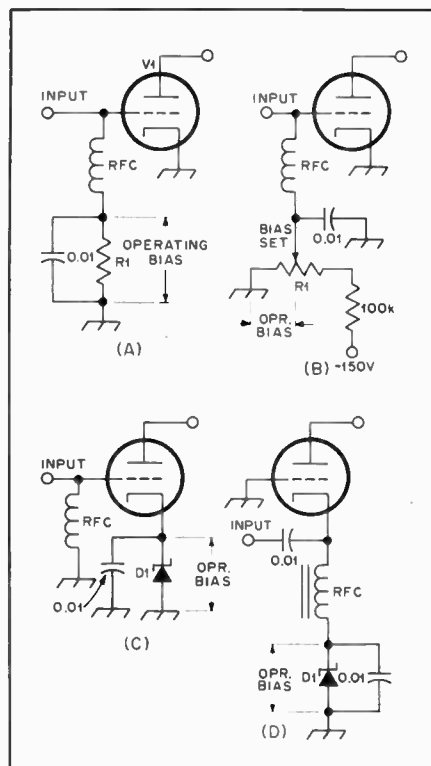 V1
INPUT
RFC
0.01
R1
OPERATING
BIAS
(A)
INPUT
RFC
BIAS
SET
0.01
R1
100k
OPR.
BIAS
-150V
(B)
INPUT
RFC
0.01
D1
OPR.
BIAS
(C)
INPUT
0.01
RFC
OPR.
BIAS
D1
0.01
(D)